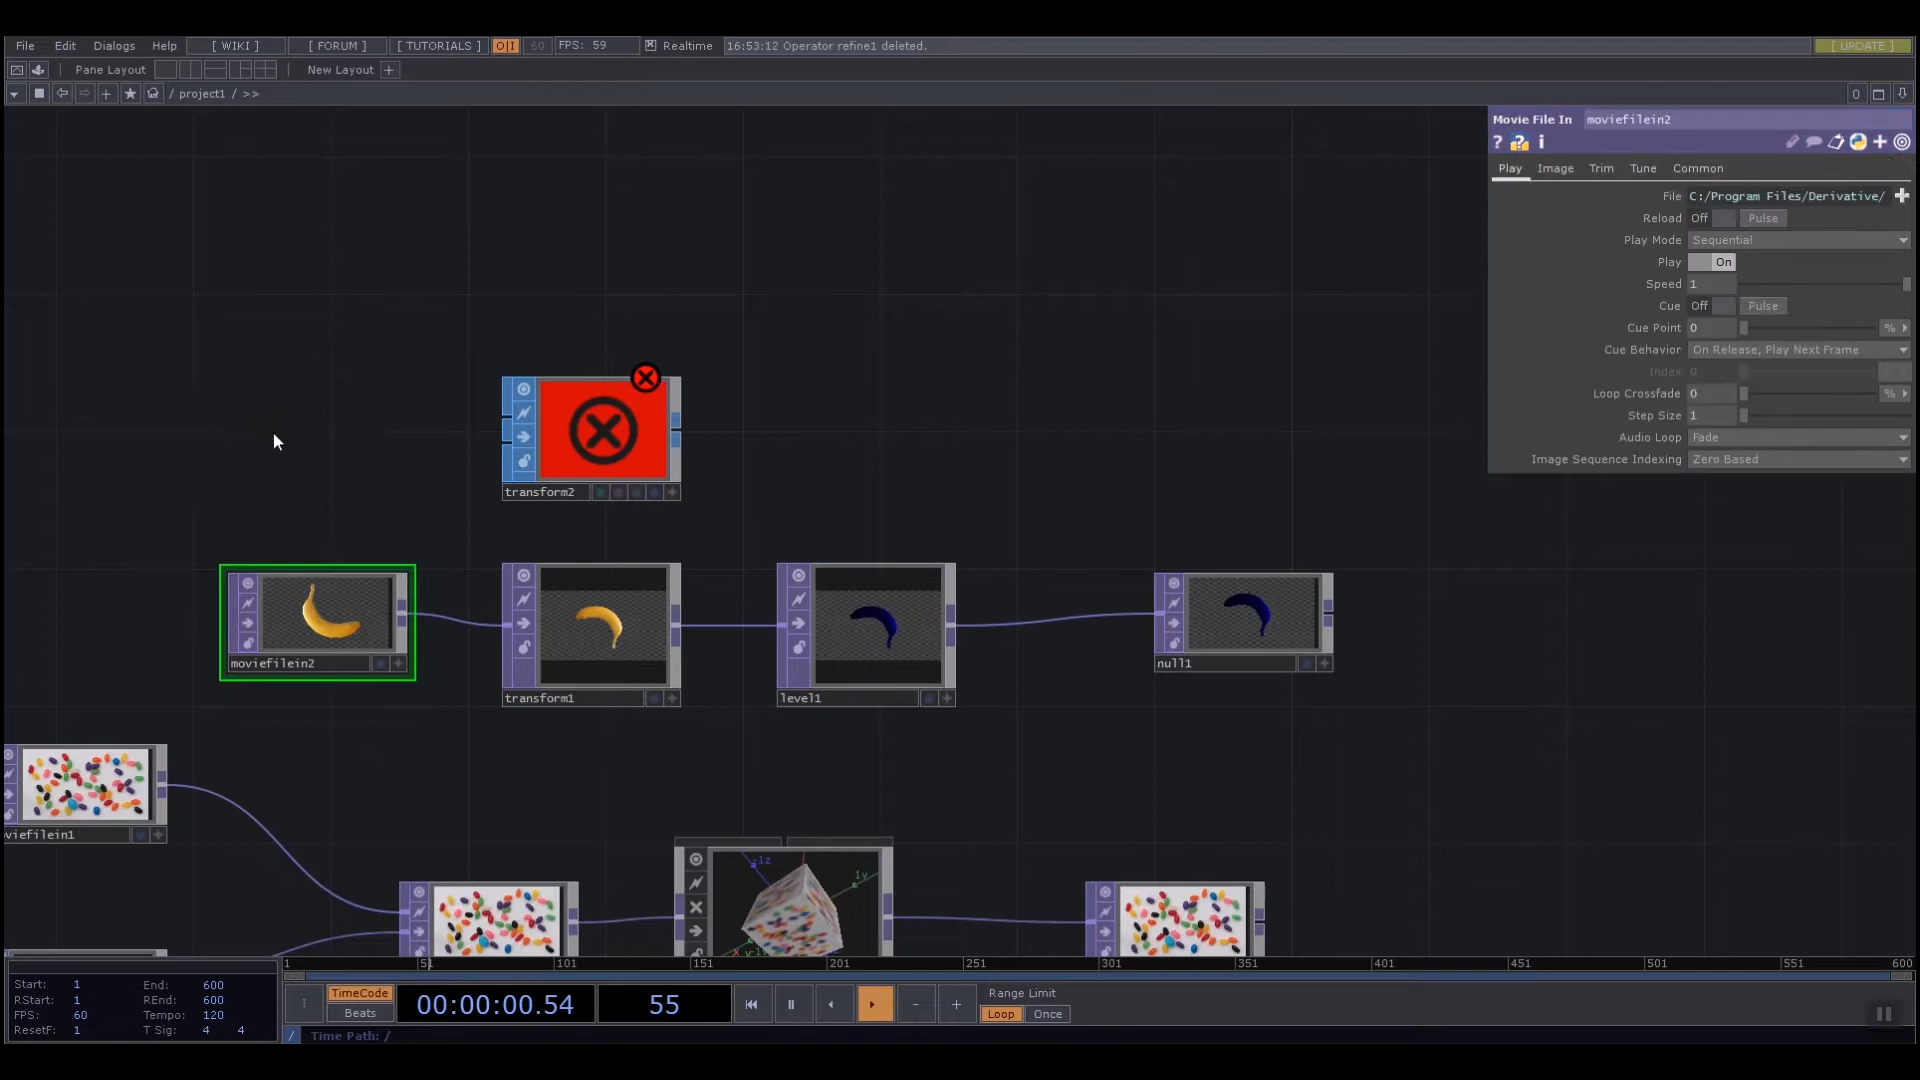 File Edit Dialogs Help [ WIKI ] [ FORUM ] [ TUTORIALS ] O|I 60 FPS: 59 Realtime 16:53:12 Operator refine1 deleted. [ UPDATE ]
Pane Layout New Layout +
/ project1 / >> 0
Movie File In moviefilein2
? ? i
Play Image Trim Tune Common
File C:/Program Files/Derivative/
Reload Off Pulse
Play Mode Sequential
Play On
Speed 1
Cue Off Pulse
Cue Point 0 %
Cue Behavior On Release, Play Next Frame
Index 0
Loop Crossfade 0 %
Step Size 1
Audio Loop Fade
Image Sequence Indexing Zero Based
transform2
moviefilein2
null1
transform1
level1
viefilein1
-1z
1y
x
1 51 101 151 201 251 301 351 401 451 501 551 600
Start: 1 End: 600
RStart: 1 REnd: 600
FPS: 60 Tempo: 120
ResetF: 1 T Sig: 4 4
I TimeCode 00:00:00.54 55 - + Range Limit
Beats Loop Once
/ Time Path: /